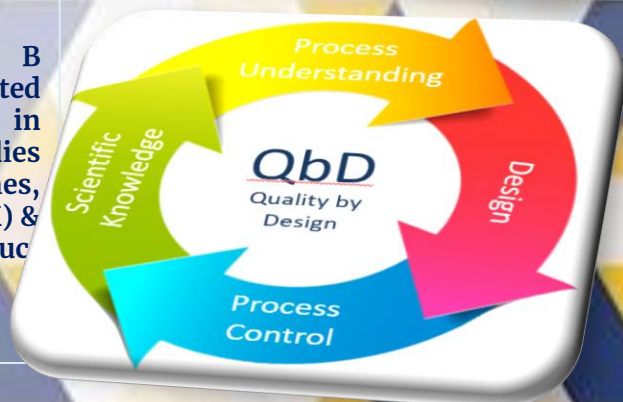 B
ted
in
lies
nes,
) &
uc
Process
Understanding
Scientific
Knowledge
QbD
Quality by
Design
Design
Process
Control